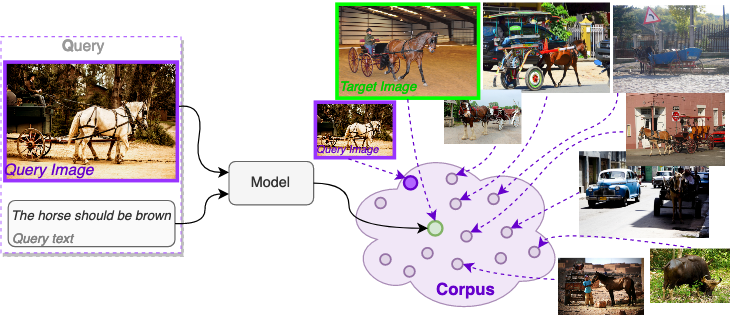 Query
Query Image
The horse should be brown
Query text
Model
Target Image
Query Image
Corpus